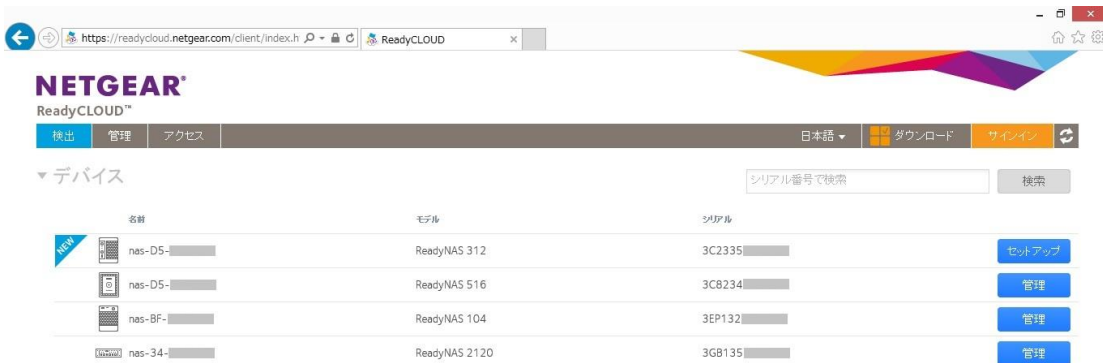 https://readycloud.netgear.com/client/index.h ReadyCLOUD
NETGEAR®
ReadyCLOUD™
検出 管理 アクセス 日本語 ダウンロード サインイン
デバイス シリアル番号で検索 検索
名前 モデル シリアル
NEW nas-D5- ReadyNAS 312 3C2335 セットアップ
nas-D5- ReadyNAS 516 3C8234 管理
nas-BF- ReadyNAS 104 3EP132 管理
nas-34- ReadyNAS 2120 3GB135 管理